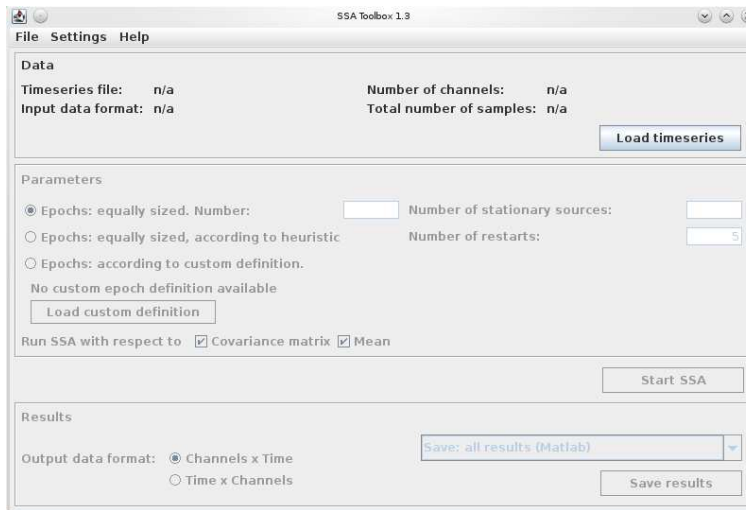 SSA Toolbox 1.3
File Settings Help
Data
Timeseries file: n/a Number of channels: n/a
Input data format: n/a Total number of samples: n/a
Load timeseries
Parameters
Epochs: equally sized. Number: Number of stationary sources:
Epochs: equally sized, according to heuristic Number of restarts: 5
Epochs: according to custom definition.
No custom epoch definition available
Load custom definition
Run SSA with respect to Covariance matrix Mean
Start SSA
Results
Save: all results (Matlab)
Output data format: Channels x Time
Time x Channels Save results